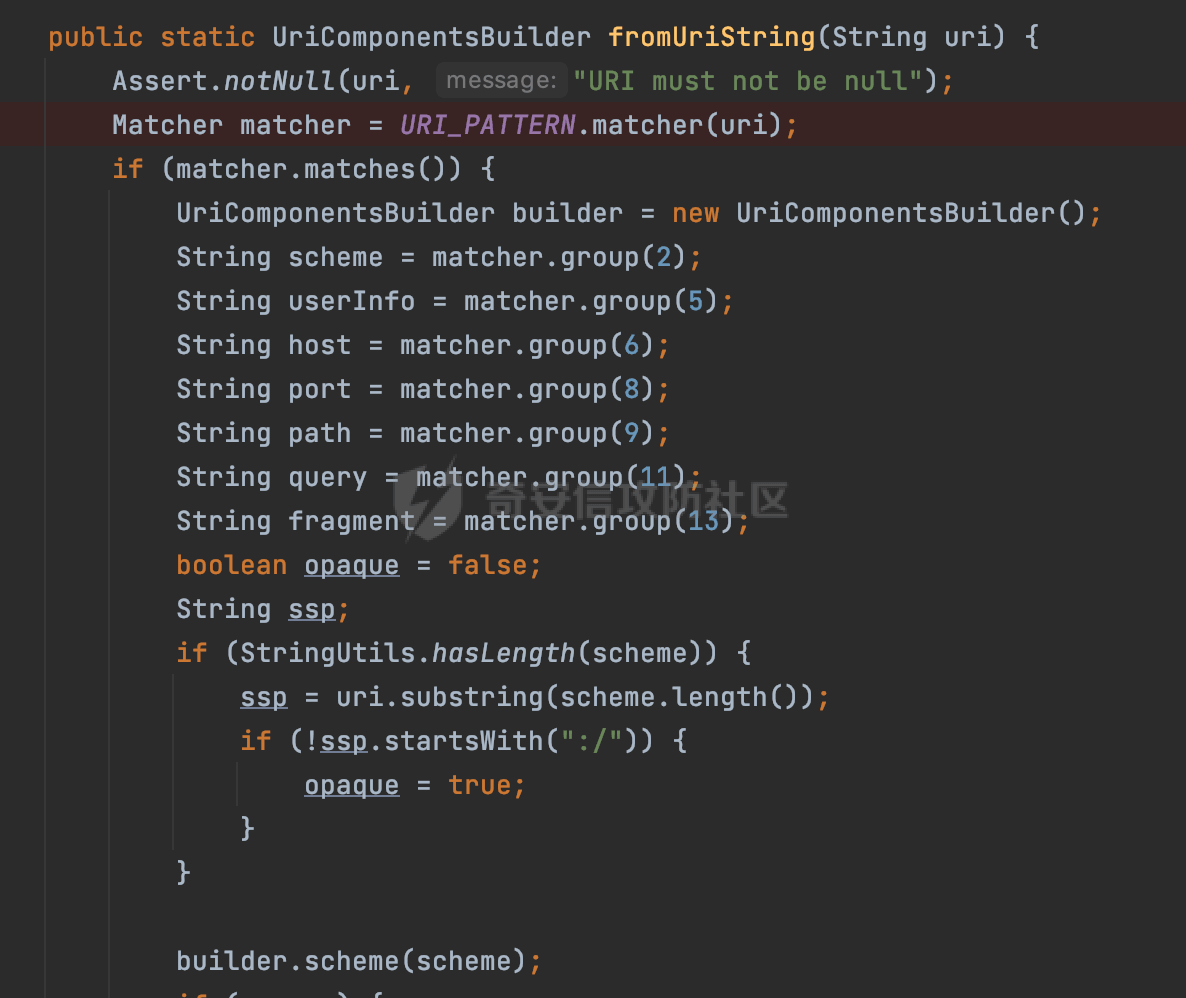 public static UriComponentsBuilder fromUriString(String uri) {
Assert.notNull(uri, message: "URI must not be null");
Matcher matcher = URI_PATTERN.matcher(uri);
if (matcher.matches()) {
UriComponentsBuilder builder = new UriComponentsBuilder();
String scheme = matcher.group(2);
String userInfo = matcher.group(5);
String host = matcher.group(6);
String port = matcher.group(8);
String path = matcher.group(9);
String query = matcher.group(11);
奇安信攻防社区
String fragment = matcher.group(13);
boolean opaque = false;
String ssp;
if (StringUtils.hasLength(scheme)) {
ssp = uri.substring(scheme.length());
if (!ssp.startsWith(":/")) {
opaque = true;
}
}
builder.scheme(scheme);